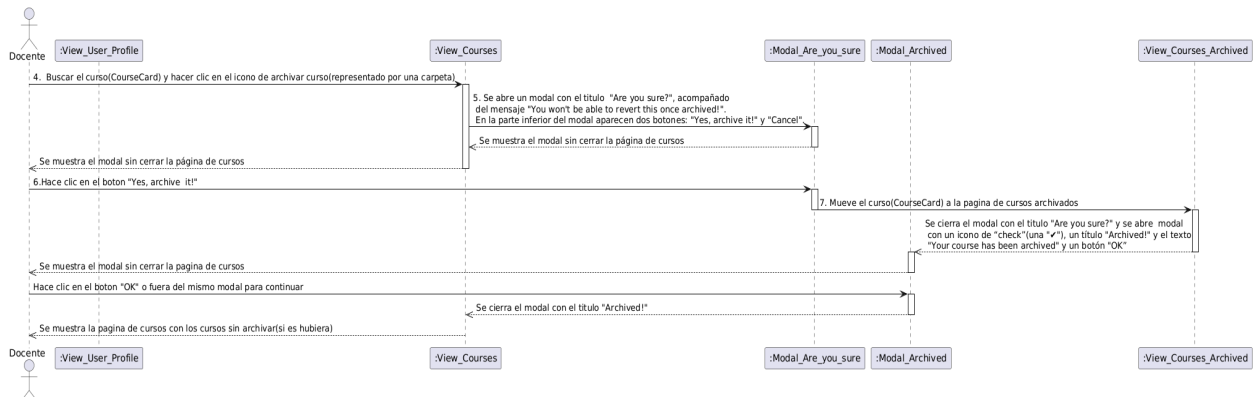 Docente
:View_User_Profile
:View_Courses
:Modal_Are_you_sure
:Modal_Archived
:View_Courses_Archived
4. Buscar el curso(CourseCard) y hacer clic en el icono de archivar curso(representado por una carpeta)
5. Se abre un modal con el titulo "Are you sure?", acompañado
del mensaje "You won't be able to revert this once archived!".
En la parte inferior del modal aparecen dos botones: "Yes, archive it!" y "Cancel".
Se muestra el modal sin cerrar la página de cursos
Se muestra el modal sin cerrar la página de cursos
6.Hace clic en el boton "Yes, archive it!"
7. Mueve el curso(CourseCard) a la pagina de cursos archivados
Se cierra el modal con el titulo "Are you sure?" y se abre modal
con un icono de “check”(una "✔"), un título "Archived!" y el texto
"Your course has been archived" y un botón "OK”
Se muestra el modal sin cerrar la pagina de cursos
Hace clic en el boton "OK" o fuera del mismo modal para continuar
Se cierra el modal con el titulo "Archived!"
Se muestra la pagina de cursos con los cursos sin archivar(si es hubiera)
Docente
:View_User_Profile
:View_Courses
:Modal_Are_you_sure
:Modal_Archived
:View_Courses_Archived